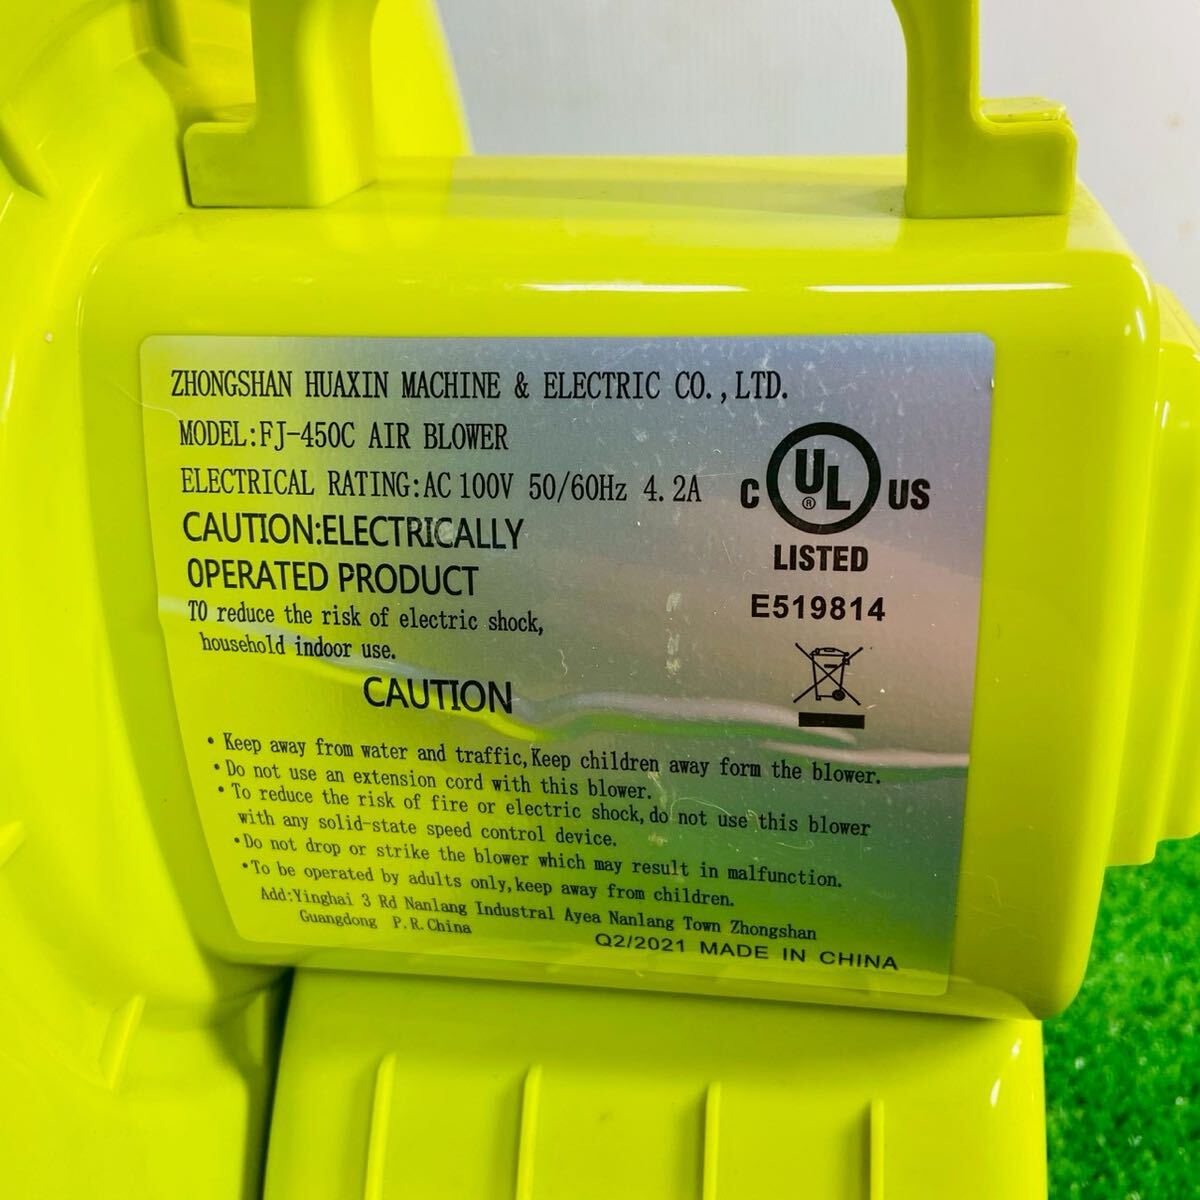 ZHONGSHAN HUAXIN MACHINE & ELECTRIC CO.,LTD.
MODEL:FJ-450C AIR BLOWER
ELECTRICAL RATING:AC 100V 50/60Hz 4.2A
CAUTION:ELECTRICALLY
OPERATED PRODUCT
TO reduce the risk of electric shock,
household indoor use.
C UL ® US
LISTED
E519814
CAUTION
• Keep away from water and traffic,Keep children away form the blower.
• Do not use an extension cord with this blower.
• To reduce the risk of fire or electric shock,do not use this blower
with any solid-state speed control device.
• Do not drop or strike the blower which may result in malfunction.
• To be operated by adults only,keep away from children.
Add:Yinghai 3 Rd Nanlang Industral Ayea Nanlang Town Zhongshan
Guangdong P.R.China
Q2/2021 MADE IN CHINA